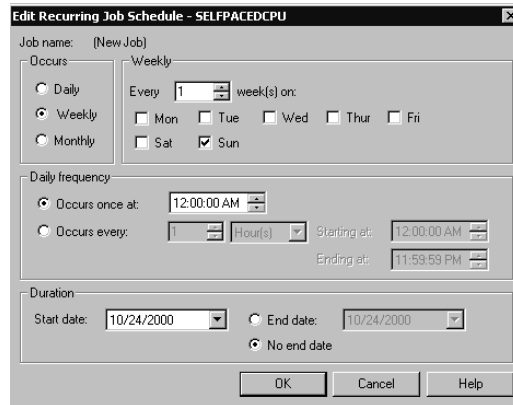 Edit Recurring Job Schedule - SELFPACEDCPU
Job name: (New Job)
Occurs
Daily
Weekly
Monthly
Weekly
Every 1 week(s) on:
Mon Tue Wed Thur Fri
Sat Sun
Daily frequency
Occurs once at: 12:00:00 AM
Occurs every: 1 Hour(s) Starting at: 12:00:00 AM
Ending at: 11:59:59 PM
Duration
Start date: 10/24/2000 End date: 10/24/2000
No end date
OK Cancel Help